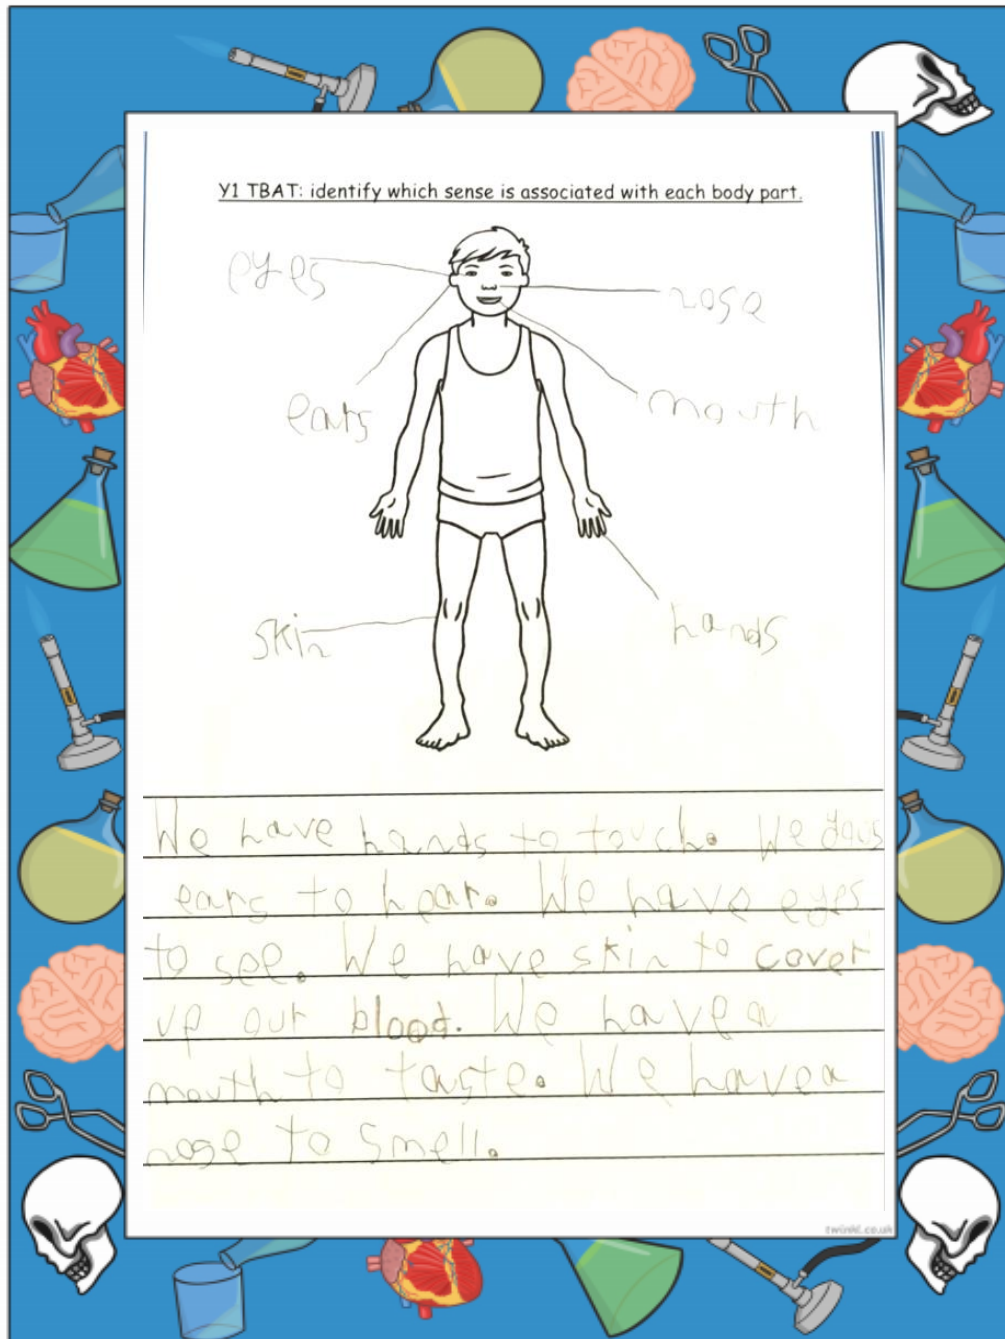 Y1 TBAT: identify which sense is associated with each body part.
eyes
nose
ears
mouth
skin
hands
We have hands to touch. We
ears to hear. We have eyes
to see. We have skin to cover
up our blood. We have a
mouth to taste. We have a
nose to smell.
twinkl.co.uk